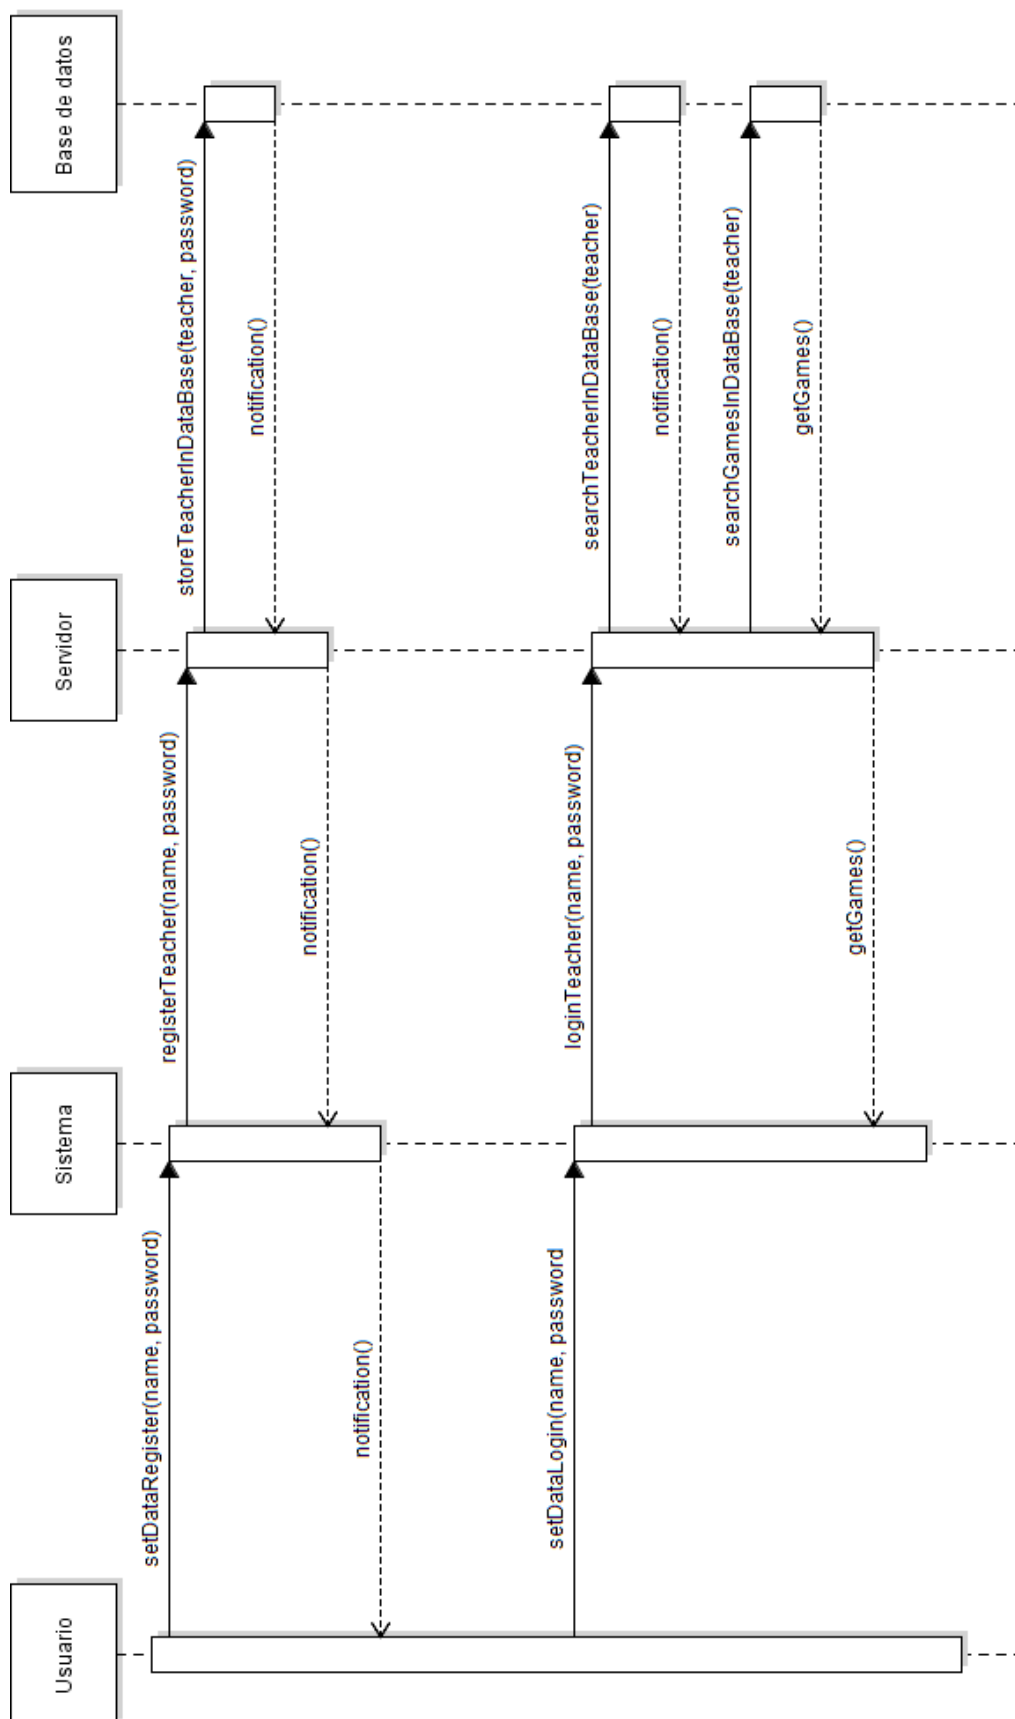 Usuario
Sistema
Servidor
Base de datos
setDataRegister(name, password)
registerTeacher(name, password)
storeTeacherInDataBase(teacher, password)
notification()
notification()
notification()
setDataLogin(name, password
loginTeacher(name, password)
searchTeacherInDataBase(teacher)
notification()
searchGamesInDataBase(teacher)
getGames()
getGames()